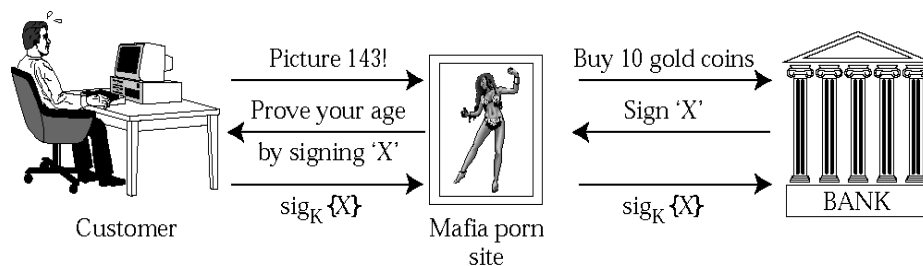 Picture 143!
Prove your age
by signing ‘X’
sig_K {X}
Buy 10 gold coins
Sign ‘X’
sig_K {X}
Customer
Mafia porn
site
BANK